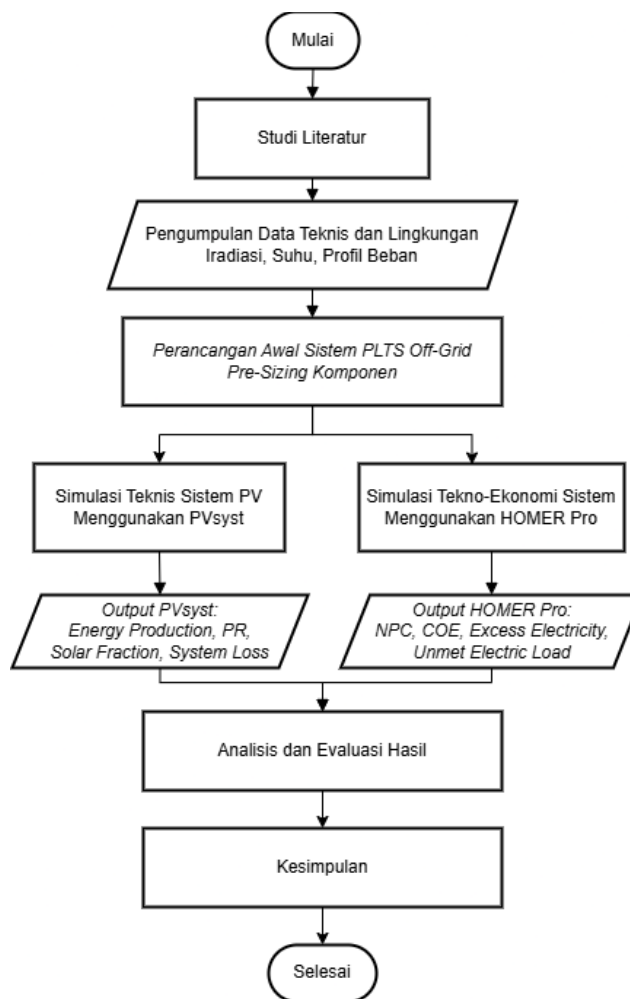 Mulai
Studi Literatur
Pengumpulan Data Teknis dan Lingkungan
Iradiasi, Suhu, Profil Beban
Perancangan Awal Sistem PLTS Off-Grid
Pre-Sizing Komponen
Simulasi Teknis Sistem PV
Menggunakan PVsyst
Simulasi Tekno-Ekonomi Sistem
Menggunakan HOMER Pro
Output PVsyst:
Energy Production, PR,
Solar Fraction, System Loss
Output HOMER Pro:
NPC, COE, Excess Electricity,
Unmet Electric Load
Analisis dan Evaluasi Hasil
Kesimpulan
Selesai